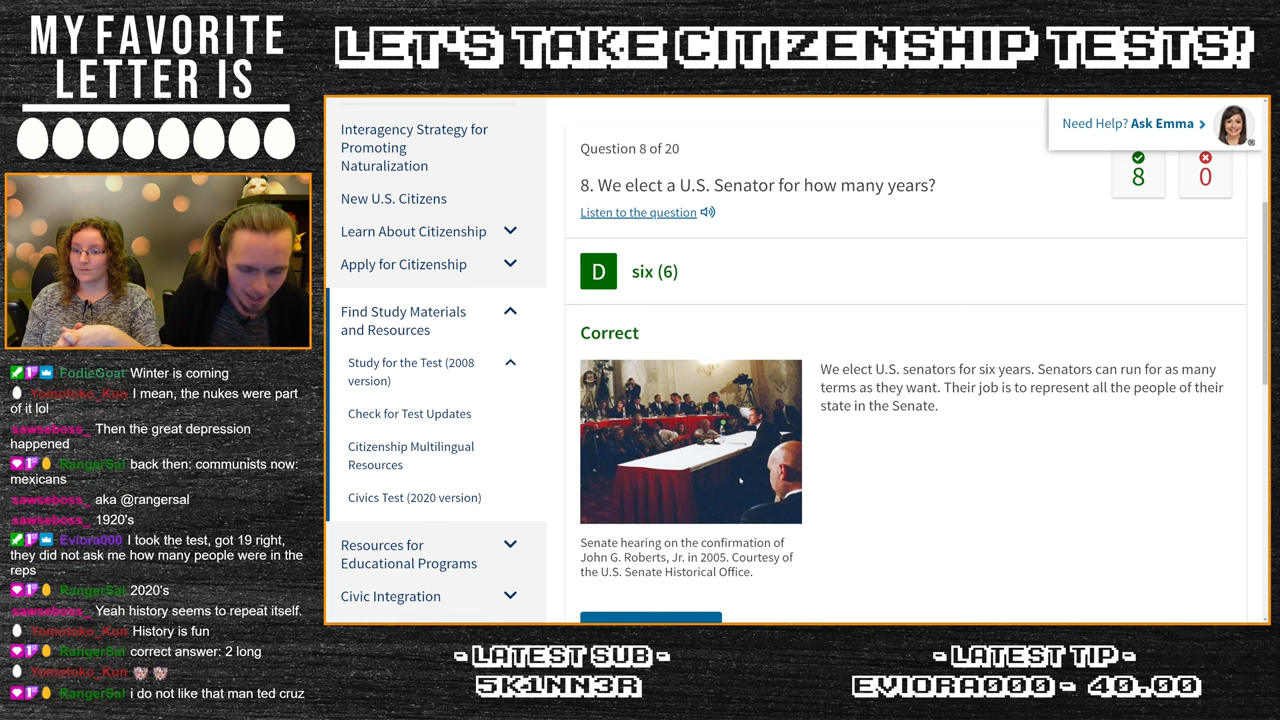 MY FAVORITE
LETTER IS
LET'S TAKE CITIZENSHIP TESTS!
FodieGoat Winter is coming
Yomoteko_Kun I mean, the nukes were part
of it lol
sawseboss_ Then the great depression
happened
RangerSal back then: communists now:
mexicans
sawseboss_ aka @rangersal
sawseboss_ 1920's
Eviora000 I took the test, got 19 right,
they did not ask me how many people were in the
reps
RangerSal 2020's
sawseboss_ Yeah history seems to repeat itself.
Yomoteko_Kun History is fun
RangerSal correct answer: 2 long
Yomoteko_Kun
RangerSal i do not like that man ted cruz
Interagency Strategy for
Promoting
Naturalization
New U.S. Citizens
Learn About Citizenship
Apply for Citizenship
Find Study Materials
and Resources
Study for the Test (2008
version)
Check for Test Updates
Citizenship Multilingual
Resources
Civics Test (2020 version)
Resources for
Educational Programs
Civic Integration
Need Help? Ask Emma
Question 8 of 20
8
0
8. We elect a U.S. Senator for how many years?
Listen to the question
D six (6)
Correct
We elect U.S. senators for six years. Senators can run for as many
terms as they want. Their job is to represent all the people of their
state in the Senate.
Senate hearing on the confirmation of
John G. Roberts, Jr. in 2005. Courtesy of
the U.S. Senate Historical Office.
- LATEST SUB -
5K1NN3R
- LATEST TIP -
EVIORA000 - 40.00